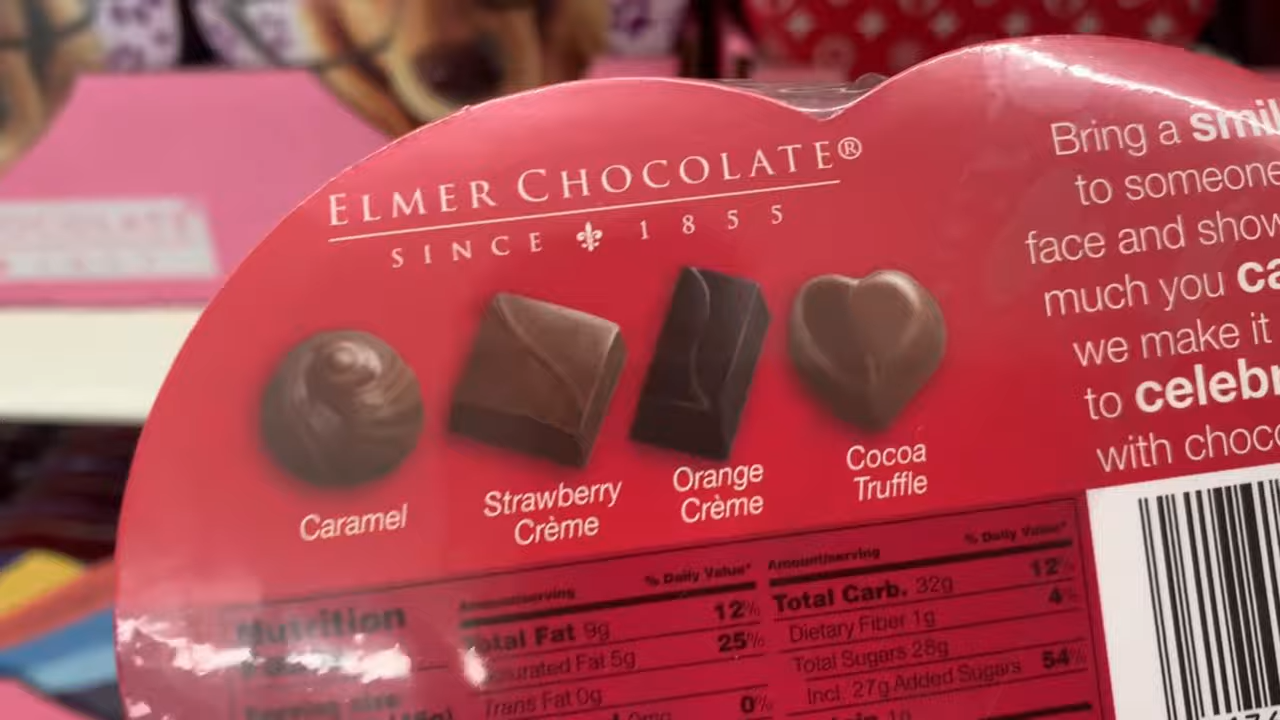 ELMER CHOCOLATE®
SINCE 1855
Caramel
Strawberry
Crème
Orange
Crème
Cocoa
Truffle
Bring a smil
to someone
face and show
much you ca
we make it
to celebr
with choco
Nutrition
Amount/serving % Daily Value*
Total Fat 9g 12%
Saturated Fat 5g 25%
Trans Fat 0g
0%
Amount/serving % Daily Value*
Total Carb. 32g 12%
Dietary Fiber 1g 4%
Total Sugars 28g
Incl. 27g Added Sugars 54%